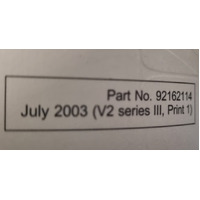 Part No. 92162114
July 2003 (V2 series III, Print 1)